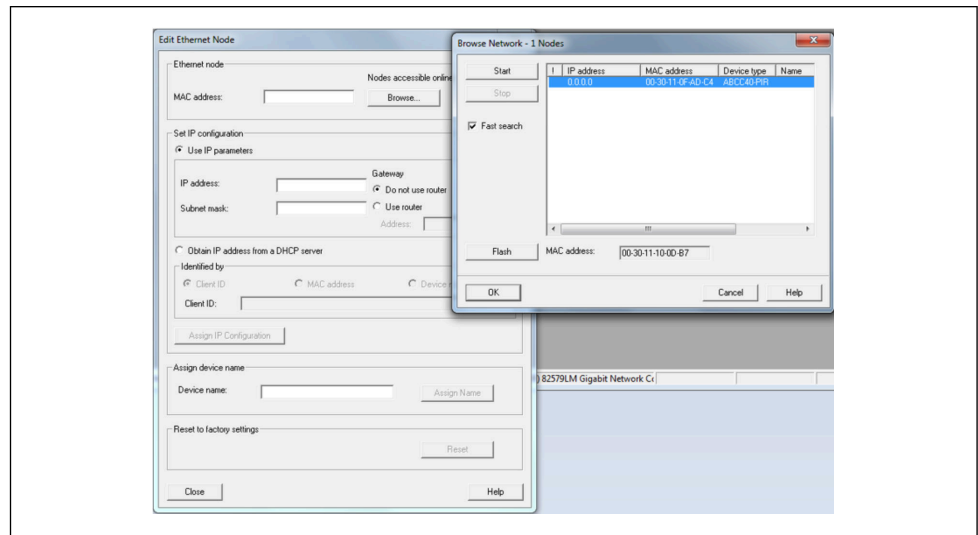 Edit Ethernet Node
Ethernet node
Nodes accessible online
MAC address:
Browse...
Set IP configuration
Use IP parameters
IP address:
Subnet mask:
Gateway
Do not use router
Use router
Address:
Obtain IP address from a DHCP server
Identified by
Client ID
MAC address
Device
Client ID:
Assign IP Configuration
Assign device name
Device name:
Assign Name
Reset to factory settings
Reset
Close
Help
Browse Network - 1 Nodes
Start
Stop
Fast search
! IP address MAC address Device type Name
0.0.0.0 00-30-11-0F-AD-C4 ABCC40-PIR
Flash
MAC address: 00-30-11-10-0D-B7
OK
Cancel
Help
) 82579LM Gigabit Network Cr